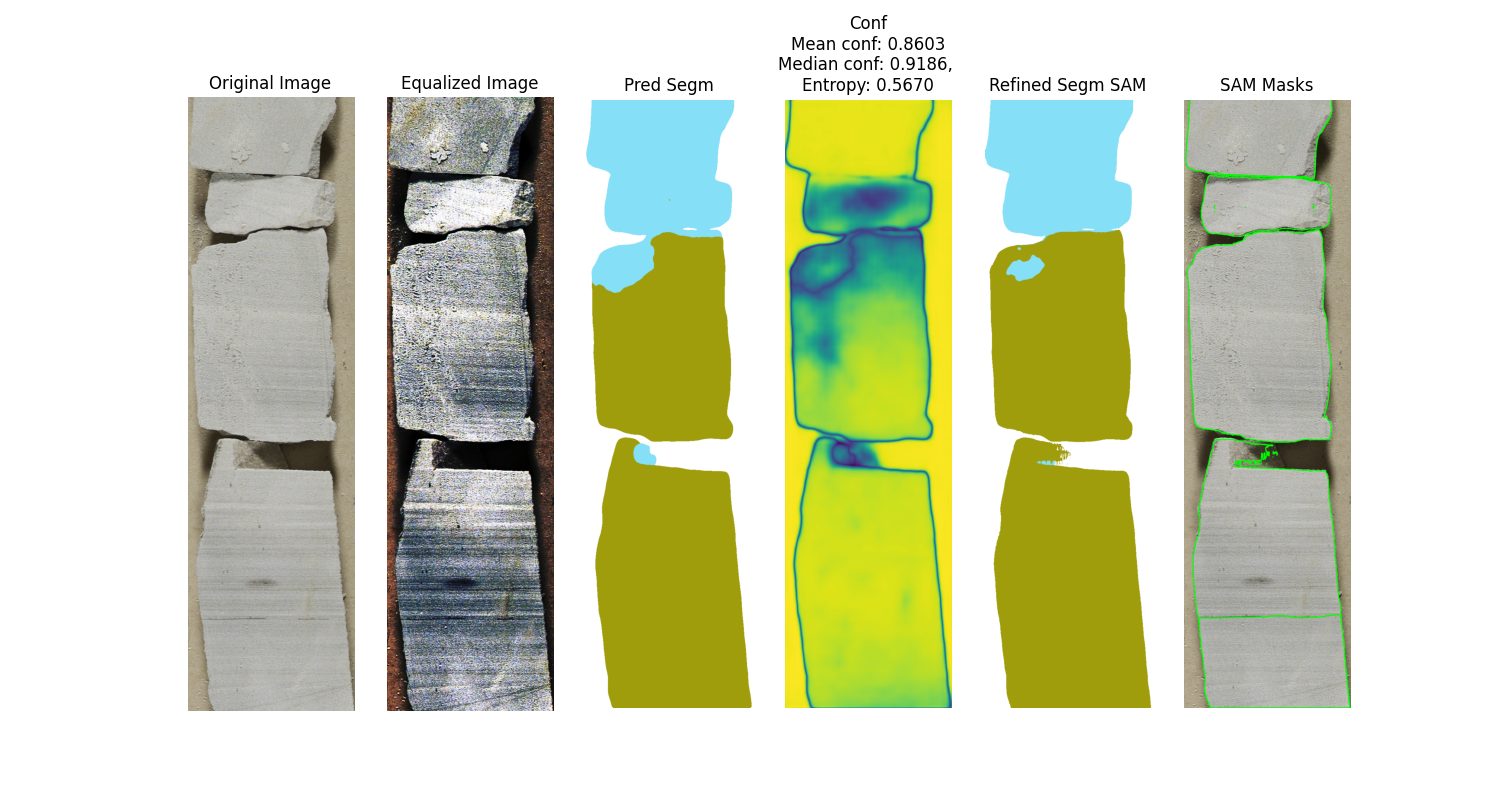 Original Image
Equalized Image
Pred Segm
Conf
Mean conf: 0.8603
Median conf: 0.9186,
Entropy: 0.5670
Refined Segm SAM
SAM Masks